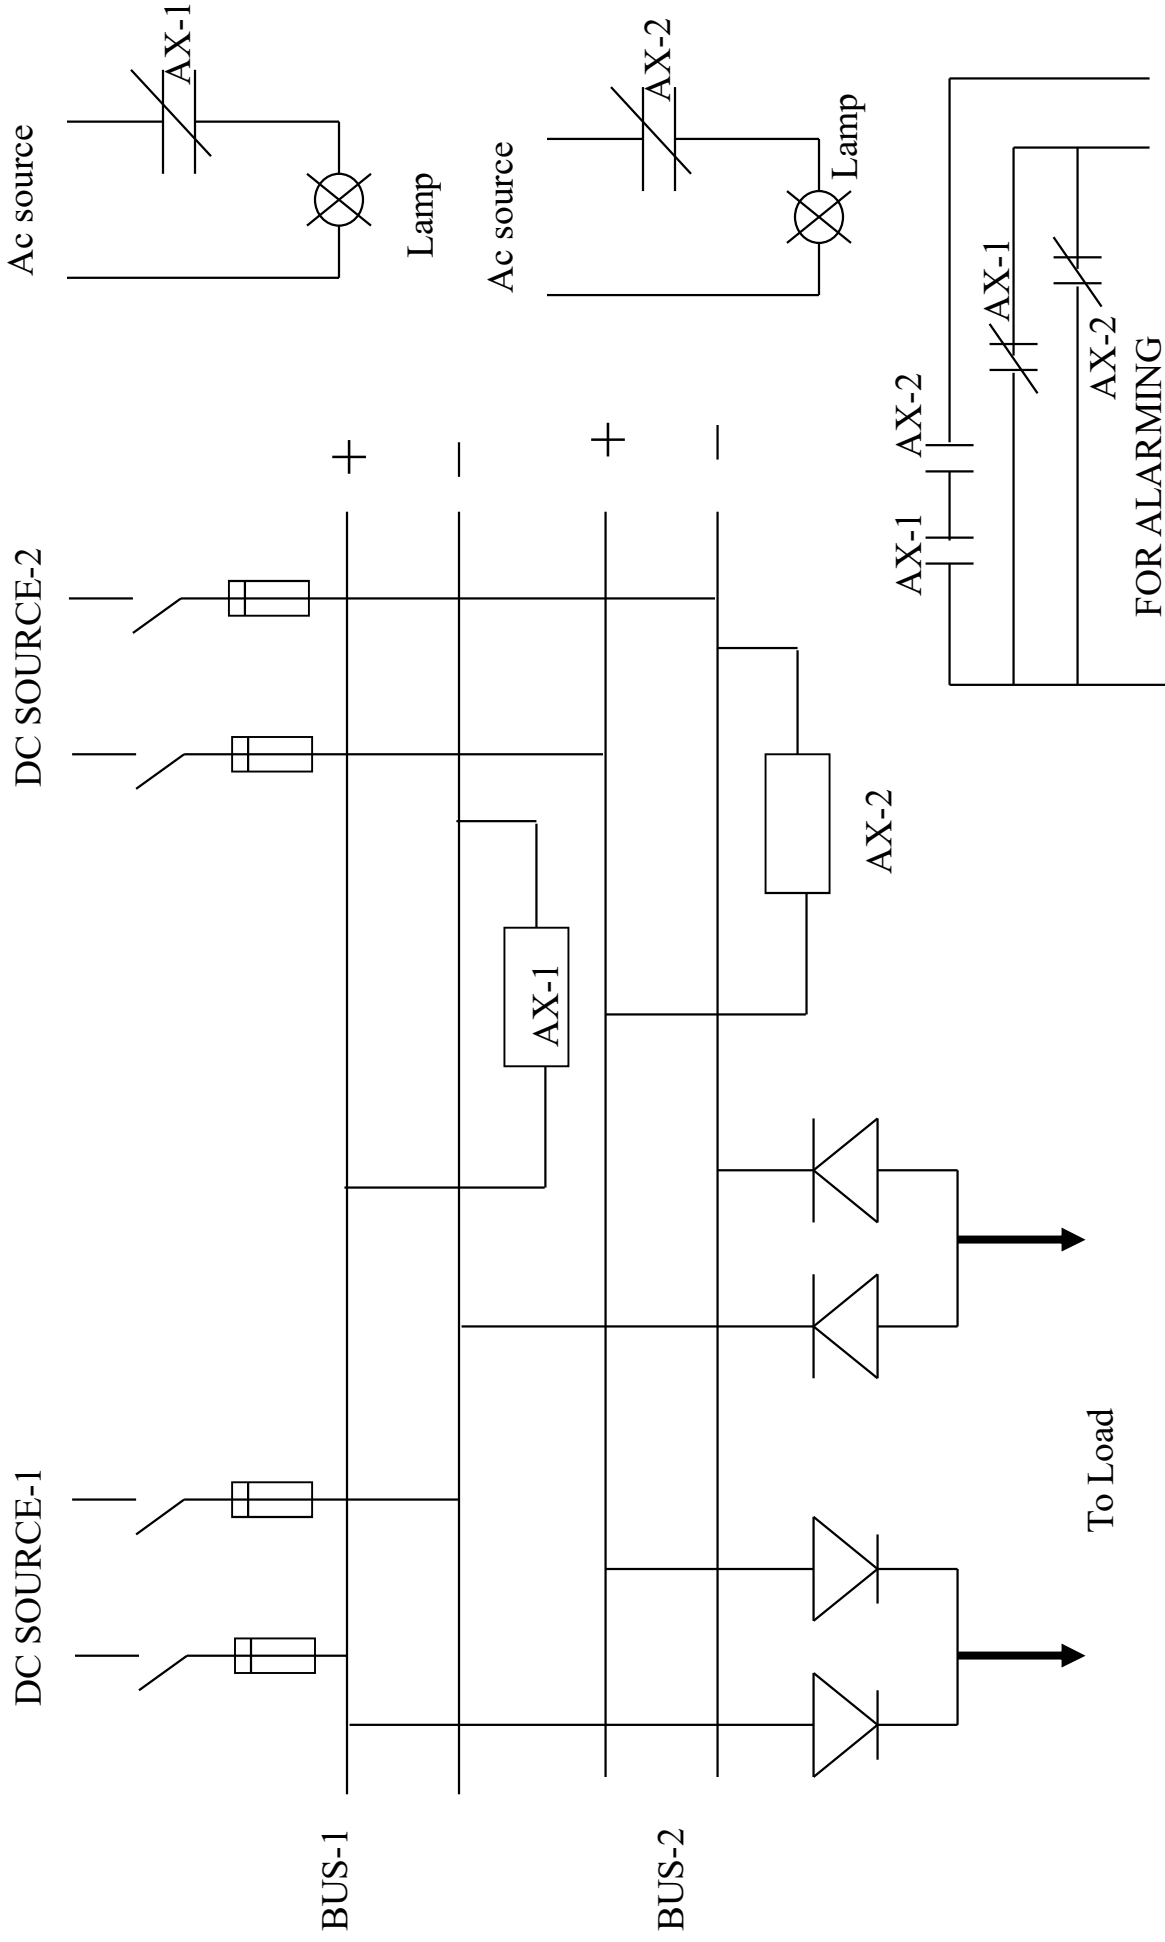 DC SOURCE-1
DC SOURCE-2
Ac source
AX-1
BUS-1
+
−
Lamp
Ac source
AX-1
+
AX-2
BUS-2
−
Lamp
AX-2
AX-1
AX-2
AX-1
To Load
AX-2
FOR ALARMING